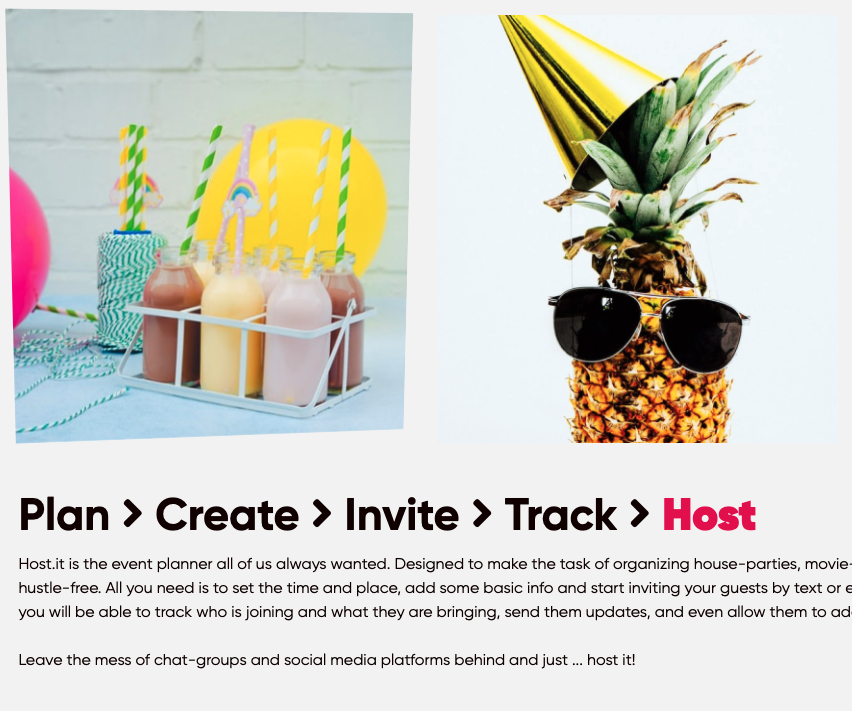 Plan > Create > Invite > Track > Host
Host.it is the event planner all of us always wanted. Designed to make the task of organizing house-parties, movie-
hustle-free. All you need is to set the time and place, add some basic info and start inviting your guests by text or e
you will be able to track who is joining and what they are bringing, send them updates, and even allow them to ad
Leave the mess of chat-groups and social media platforms behind and just ... host it!